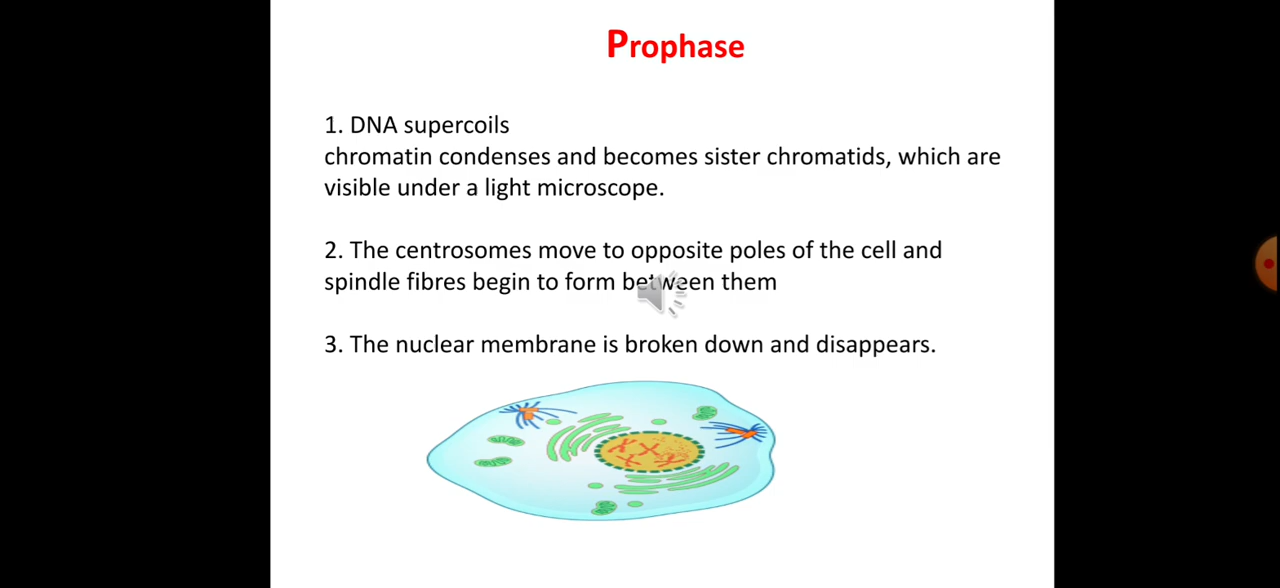 Prophase
1. DNA supercoils
chromatin condenses and becomes sister chromatids, which are
visible under a light microscope.
2. The centrosomes move to opposite poles of the cell and
spindle fibres begin to form between them
3. The nuclear membrane is broken down and disappears.